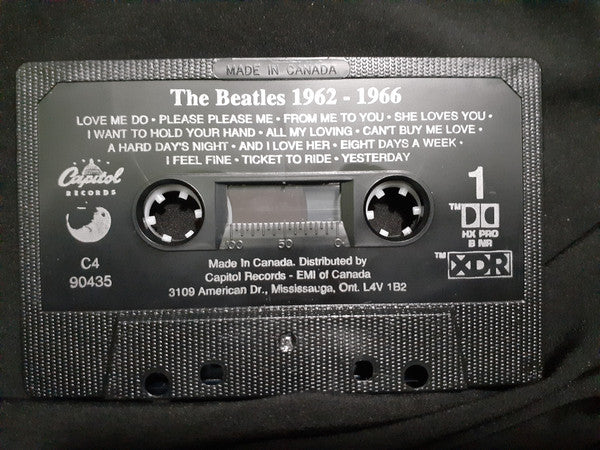 MADE IN CANADA
The Beatles 1962 - 1966
LOVE ME DO • PLEASE PLEASE ME • FROM ME TO YOU • SHE LOVES YOU •
I WANT TO HOLD YOUR HAND • ALL MY LOVING • CAN'T BUY ME LOVE •
A HARD DAY'S NIGHT • AND I LOVE HER • EIGHT DAYS A WEEK •
I FEEL FINE • TICKET TO RIDE • YESTERDAY
Capitol
RECORDS
C4
90435
1
TM
HX PRO
B NR
TM XDR
100 50 0
Made In Canada. Distributed by
Capitol Records - EMI of Canada
3109 American Dr., Mississauga, Ont. L4V 1B2